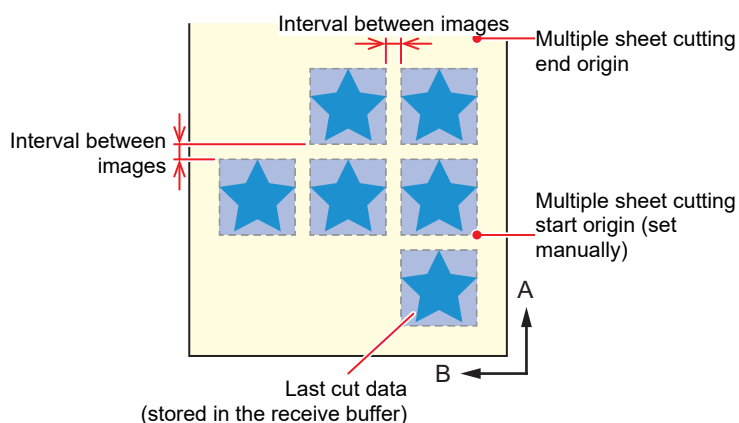 Interval between images
Multiple sheet cutting
end origin
Interval between
images
Multiple sheet cutting
start origin (set
manually)
A
B
Last cut data
(stored in the receive buffer)